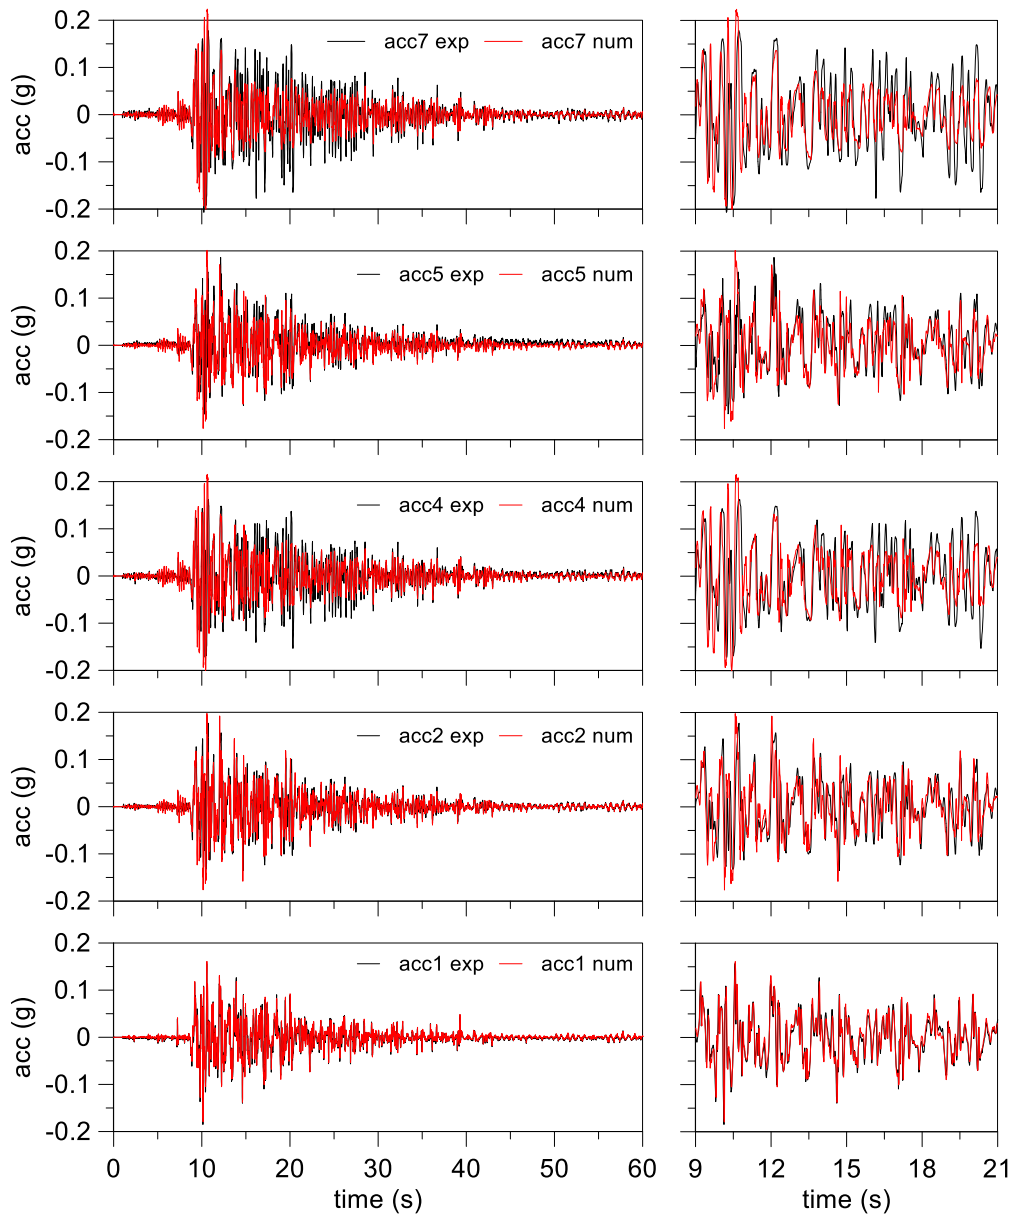 0.2
0.1
0
-0.1
-0.2
acc (g)
acc7 exp acc7 num
0.2
0.1
0
-0.1
-0.2
acc (g)
acc5 exp acc5 num
0.2
0.1
0
-0.1
-0.2
acc (g)
acc4 exp acc4 num
0.2
0.1
0
-0.1
-0.2
acc (g)
acc2 exp acc2 num
0.2
0.1
0
-0.1
-0.2
acc (g)
acc1 exp acc1 num
0 10 20 30 40 50 60
time (s)
9 12 15 18 21
time (s)